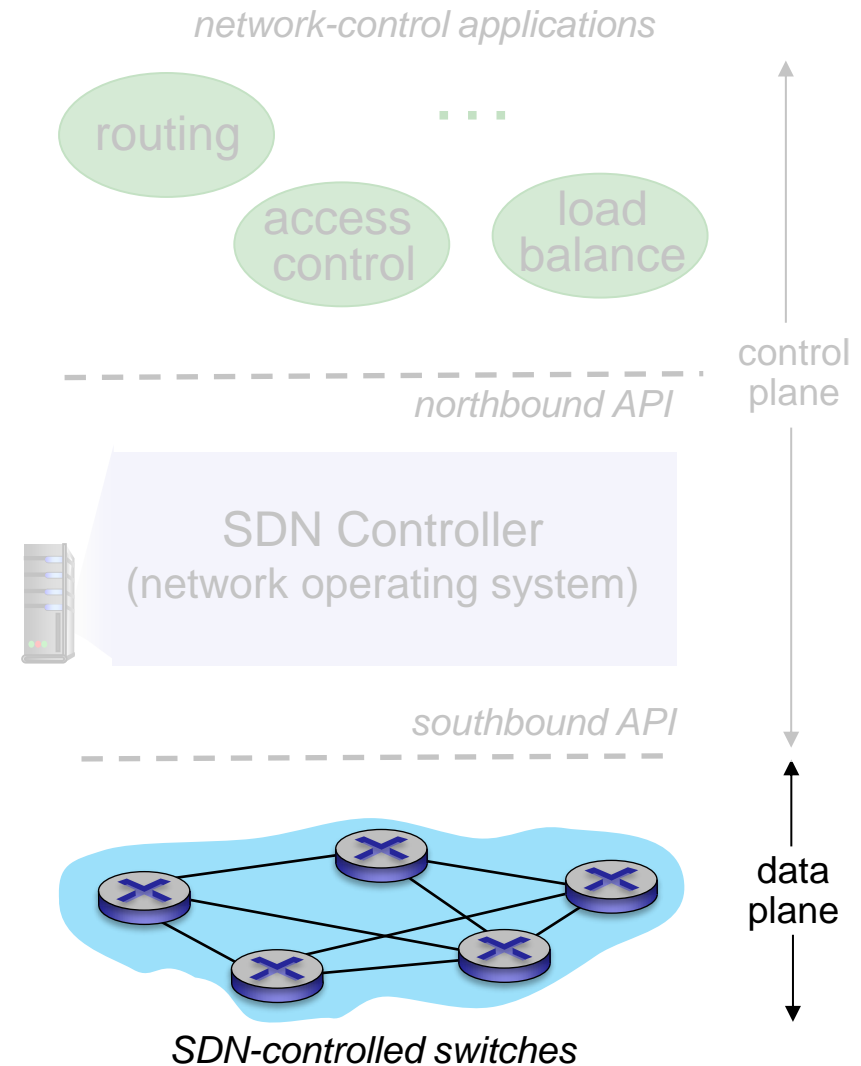 network-control applications
routing
. . .
access
control
load
balance
control
plane
northbound API
SDN Controller
(network operating system)
southbound API
data
plane
SDN-controlled switches